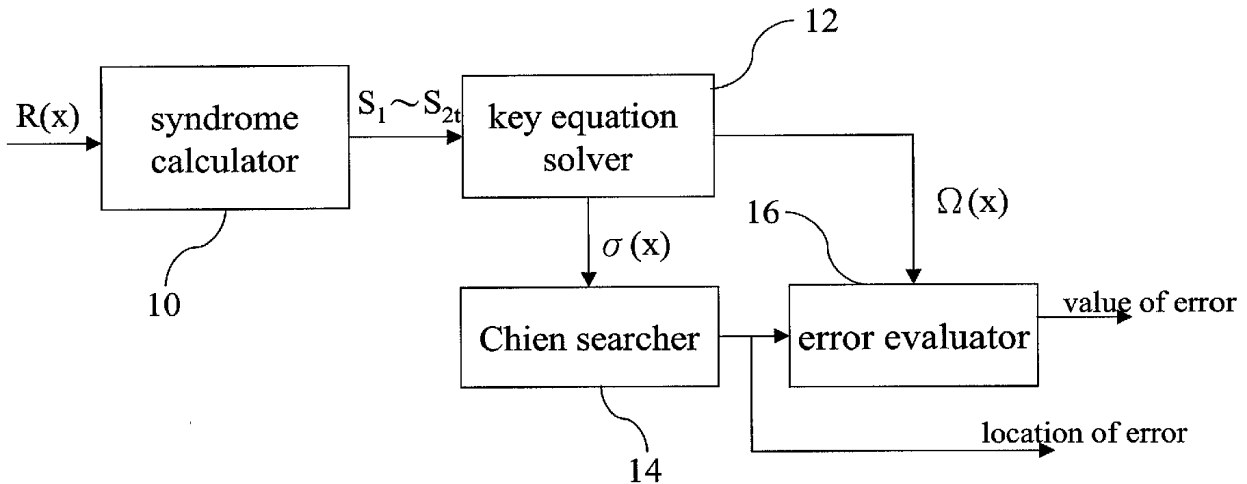 12
R(x)
syndrome
calculator
S₁～S₂ₜ
key equation
solver
Ω(x)
16
σ(x)
10
Chien searcher
error evaluator
value of error
location of error
14